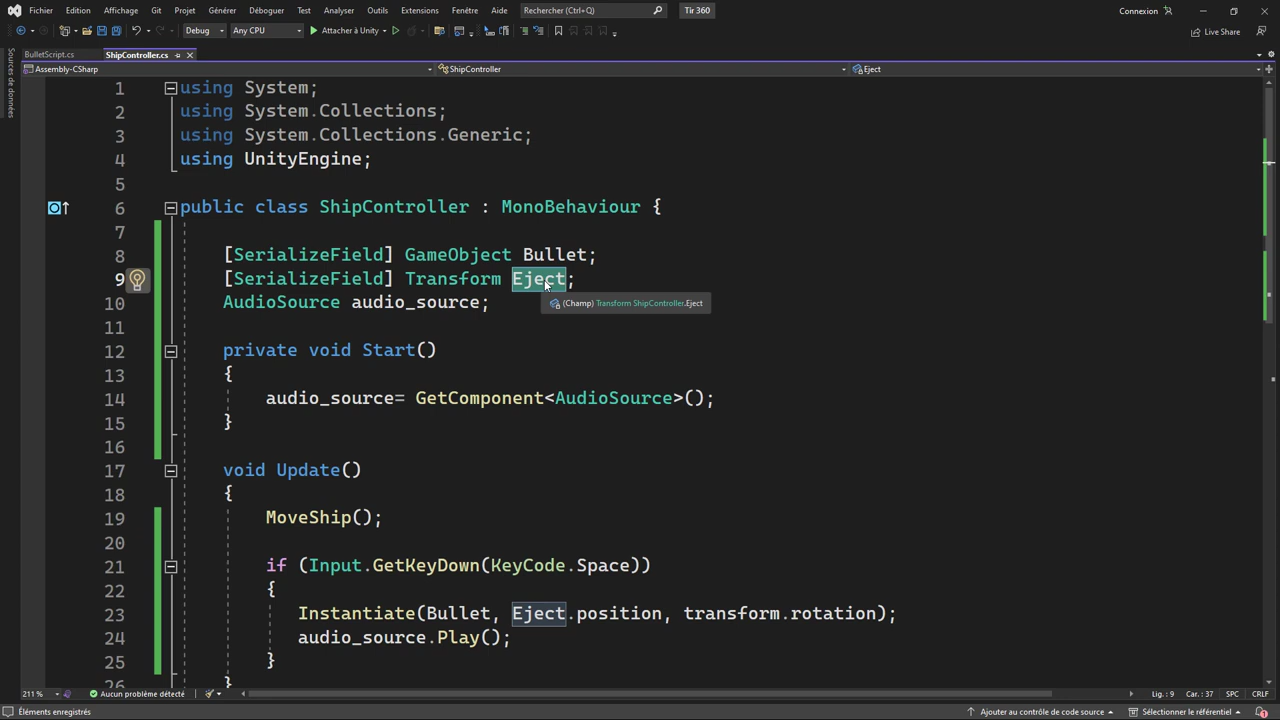 Fichier Edition Affichage Git Projet Générer Déboguer Test Analyser Outils Extensions Fenêtre Aide Rechercher (CTRL+Q) Tir 360 Connexion
Debug Any CPU Attacher à Unity Live Share
BulletScript.cs ShipController.cs
Sources de données
Assembly-CSharp ShipController Eject
1 using System;
2 using System.Collections;
3 using System.Collections.Generic;
4 using UnityEngine;
5
6 public class ShipController : MonoBehaviour {
7
8 [SerializeField] GameObject Bullet;
9 [SerializeField] Transform Eject;
(Champ) Transform ShipController.Eject
10 AudioSource audio_source;
11
12 private void Start()
13 {
14 audio_source= GetComponent<AudioSource>();
15 }
16
17 void Update()
18 {
19 MoveShip();
20
21 if (Input.GetKeyDown(KeyCode.Space))
22 {
23 Instantiate(Bullet, Eject.position, transform.rotation);
24 audio_source.Play();
25 }
26 }
211 % Aucun problème détecté Lig. : 9 Car. : 37 SPC CRLF
Éléments enregistrés Ajouter au contrôle de code source Sélectionner le référentiel 1